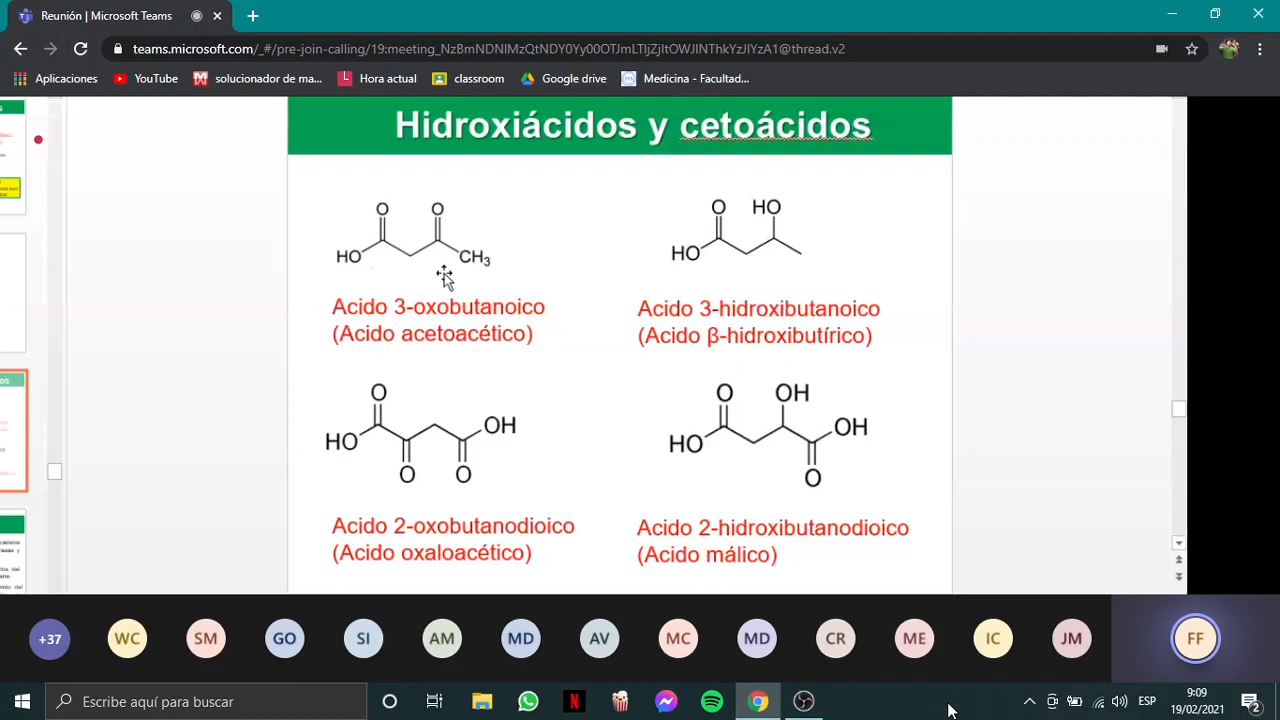 Reunión | Microsoft Teams
teams.microsoft.com/_#/pre-join-calling/19:meeting_NzBmNDNlMzQtNDY0Yy00OTJmLTljZjItOWJlNThkYzJlYzA1@thread.v2
Aplicaciones YouTube solucionador de ma... Hora actual classroom Google drive Medicina – Facultad...
Hidroxiácidos y cetoácidos
O O
HO CH3
O HO
HO
Acido 3-oxobutanoico
(Acido acetoacético)
Acido 3-hidroxibutanoico
(Acido β-hidroxibutírico)
O
OH
HO
O O
O OH
OH
HO
O
Acido 2-oxobutanodioico
(Acido oxaloacético)
Acido 2-hidroxibutanodioico
(Acido málico)
+37 WC SM GO SI AM MD AV MC MD CR ME IC JM FF
Escribe aquí para buscar
ESP
9:09
19/02/2021
2